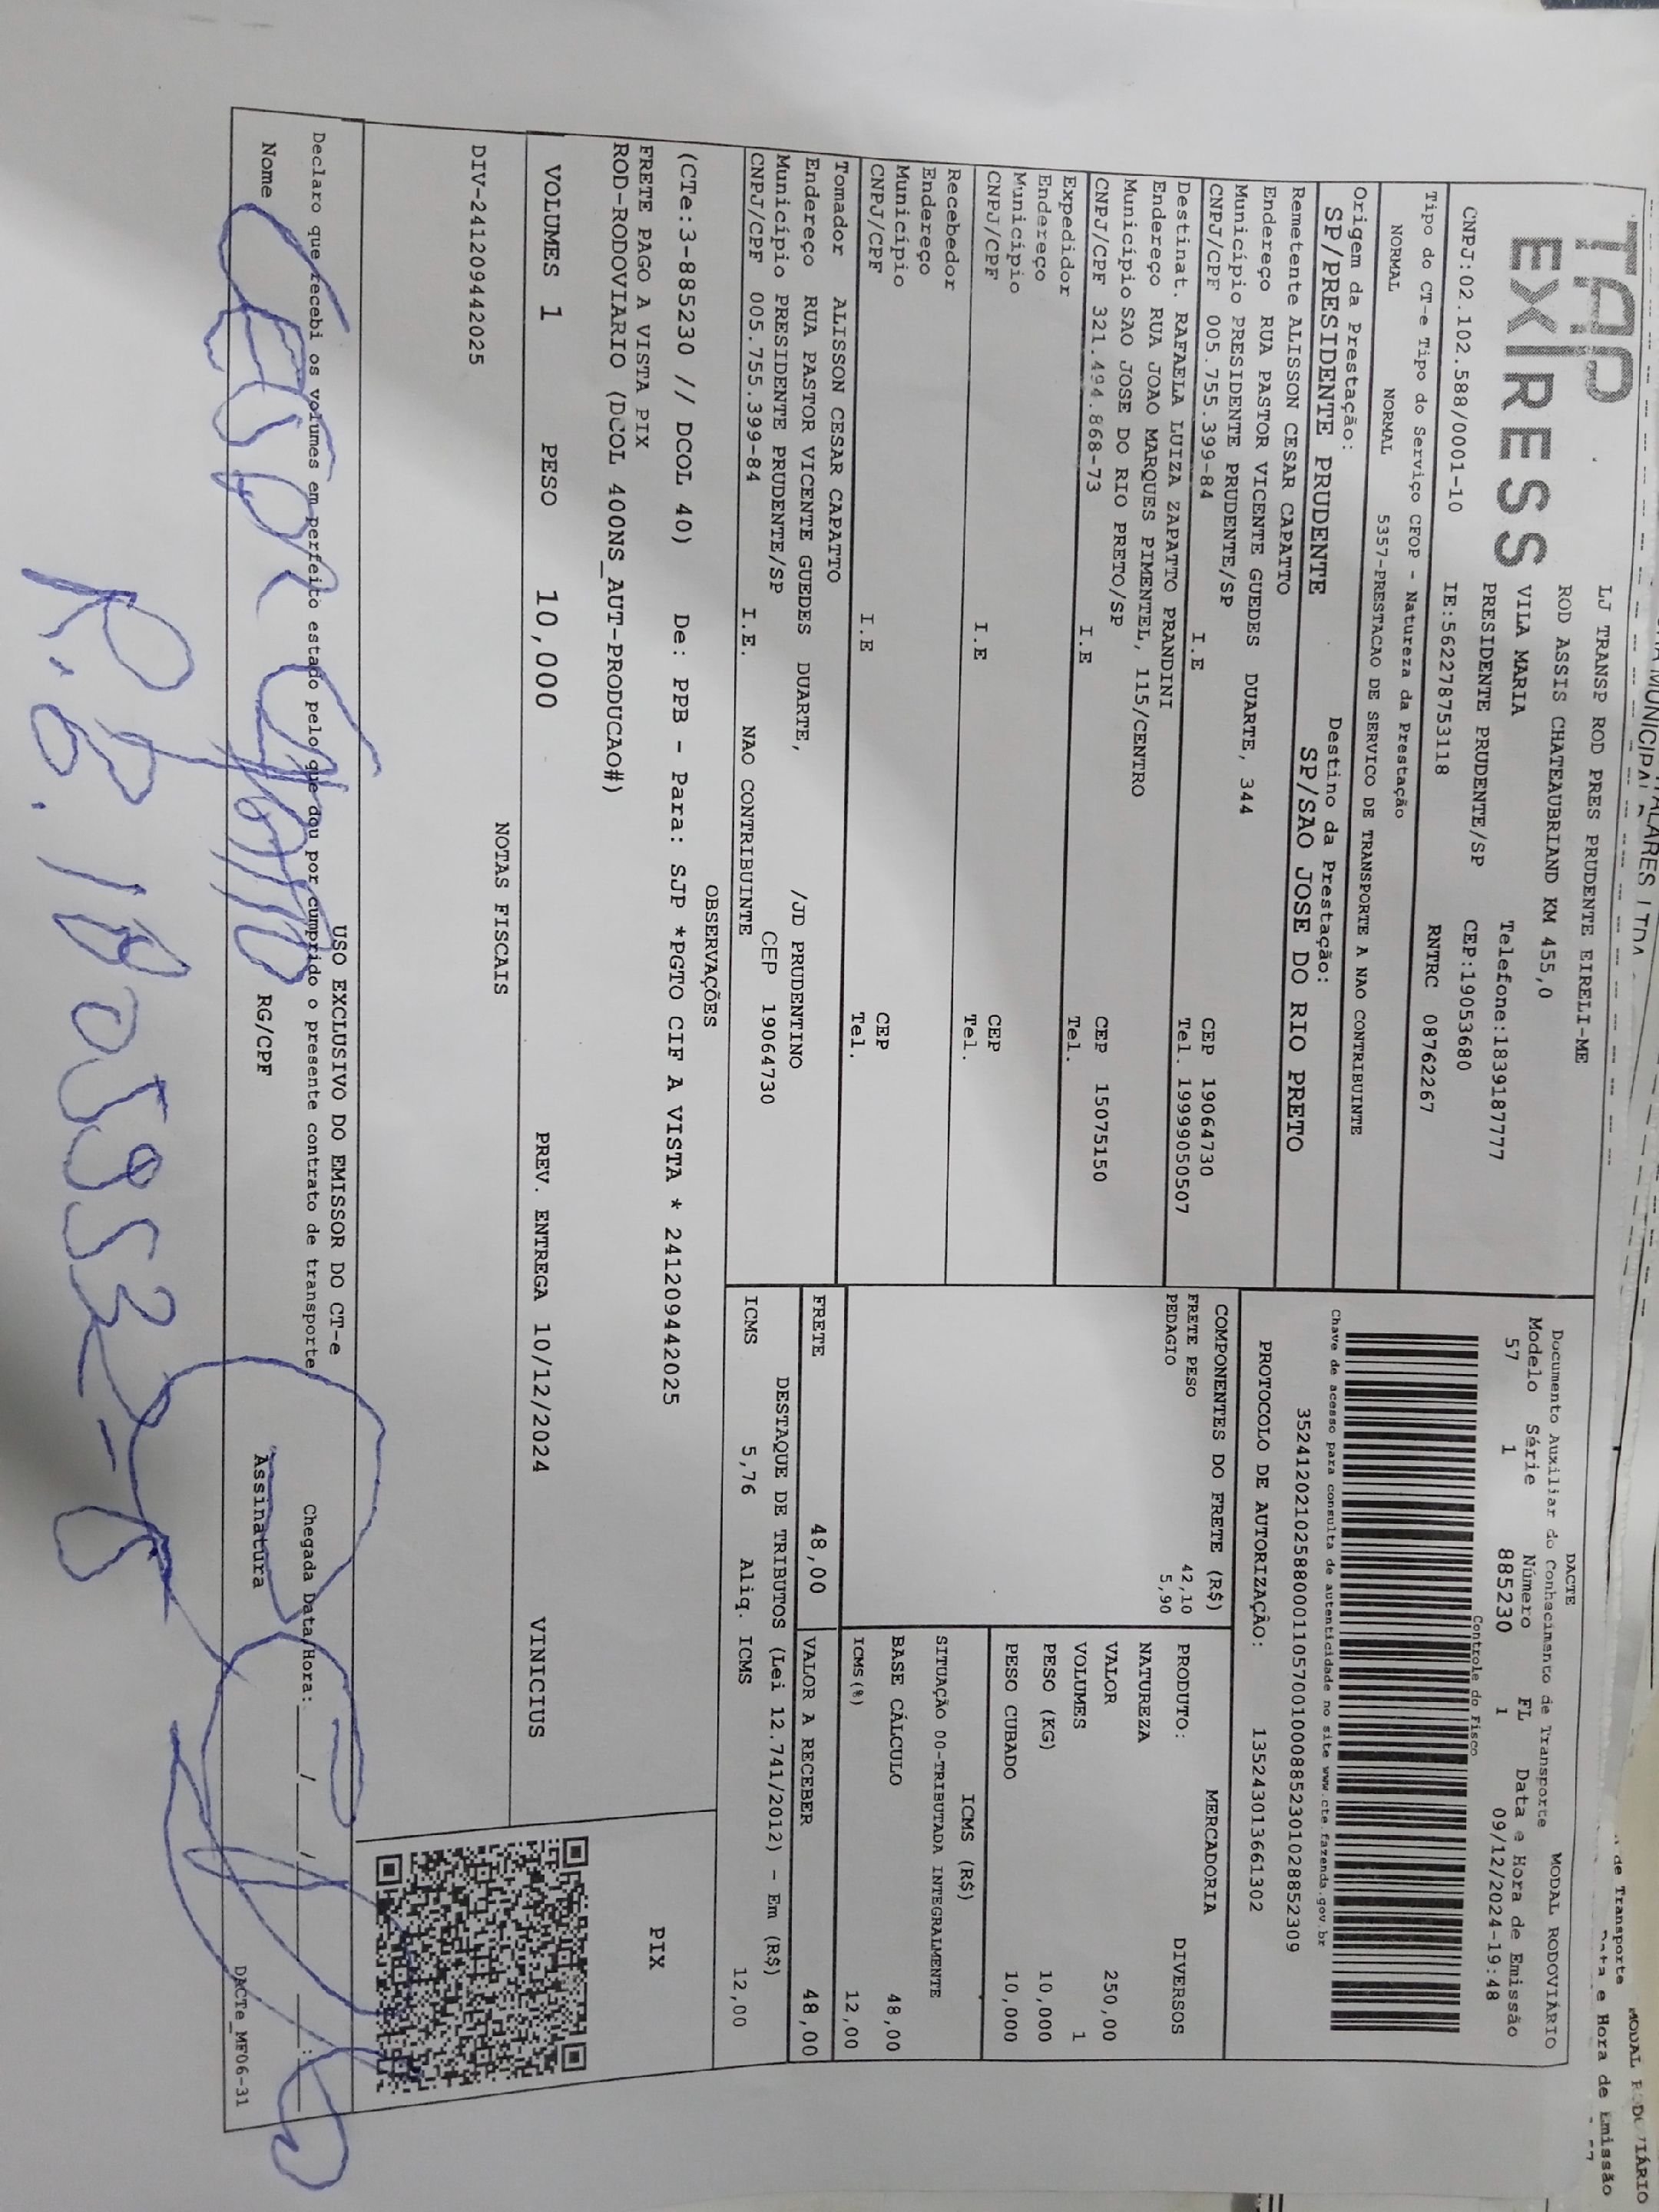 TAP
EXPRESS
LJ TRANSP ROD PRES PRUDENTE EIRELI-ME
ROD ASSIS CHATEAUBRIAND KM 455,0
VILA MARIA Telefone:1839187777
PRESIDENTE PRUDENTE/SP CEP:19053680
CNPJ:02.102.588/0001-10 IE:562278753118 RNTRC 08762267
Tipo do CT-e Tipo do Serviço CFOP - Natureza da Prestação
NORMAL NORMAL 5357-PRESTACAO DE SERVICO DE TRANSPORTE A NAO CONTRIBUINTE
Origem da Prestação: Destino da Prestação:
SP/PRESIDENTE PRUDENTE SP/SAO JOSE DO RIO PRETO
DACTE
Documento Auxiliar do Conhecimento de Transporte MODAL RODOVIÁRIO
Modelo Série Número FL Data e Hora de Emissão
57 1 885230 1 09/12/2024-19:48
Controle do Fisco
Chave de acesso para consulta de autenticidade no site www.cte.fazenda.gov.br
35241202102588000110570010008852301028852309
PROTOCOLO DE AUTORIZAÇÃO: 135243013661302
Remetente ALISSON CESAR CAPATTO
Endereço RUA PASTOR VICENTE GUEDES DUARTE, 344
Município PRESIDENTE PRUDENTE/SP CEP 19064730
CNPJ/CPF 005.755.399-84 I.E Tel. 19999050507
Destinat. RAFAELA LUIZA ZAPATTO PRANDINI
Endereço RUA JOAO MARQUES PIMENTEL, 115/CENTRO
Município SAO JOSE DO RIO PRETO/SP CEP 15075150
CNPJ/CPF 321.494.868-73 I.E Tel.
Expedidor
Endereço
Município CEP
CNPJ/CPF I.E Tel.
Recebedor
Endereço
Município CEP
CNPJ/CPF I.E Tel.
Tomador ALISSON CESAR CAPATTO
Endereço RUA PASTOR VICENTE GUEDES DUARTE, /JD PRUDENTINO
Município PRESIDENTE PRUDENTE/SP CEP 19064730
CNPJ/CPF 005.755.399-84 I.E. NAO CONTRIBUINTE
COMPONENTES DO FRETE (R$)
FRETE PESO 42,10
PEDAGIO 5,90
MERCADORIA
PRODUTO: DIVERSOS
NATUREZA
VALOR 250,00
VOLUMES 1
PESO (KG) 10,000
PESO CUBADO 10,000
ICMS (R$)
SITUAÇÃO 00-TRIBUTADA INTEGRALMENTE
BASE CÁLCULO 48,00
ICMS(%) 12,00
FRETE 48,00 VALOR A RECEBER 48,00
DESTAQUE DE TRIBUTOS (Lei 12.741/2012) - Em (R$)
ICMS 5,76 Aliq. ICMS 12,00
OBSERVAÇÕES
(CTe:3-885230 // DCOL 40) De: PPB - Para: SJP *PGTO CIF A VISTA * 241209442025
FRETE PAGO A VISTA PIX
ROD-RODOVIARIO (DCOL 400NS_AUT-PRODUCAO#)
PIX
VOLUMES 1 PESO 10,000 PREV. ENTREGA 10/12/2024 VINICIUS
NOTAS FISCAIS
DIV-241209442025
USO EXCLUSIVO DO EMISSOR DO CT-e
Declaro que recebi os volumes em perfeito estado pelo que dou por cumprido o presente contrato de transporte
Chegada Data/Hora:___/___/___ ___:___
Nome RG/CPF Assinatura
DACTe_MF06-31